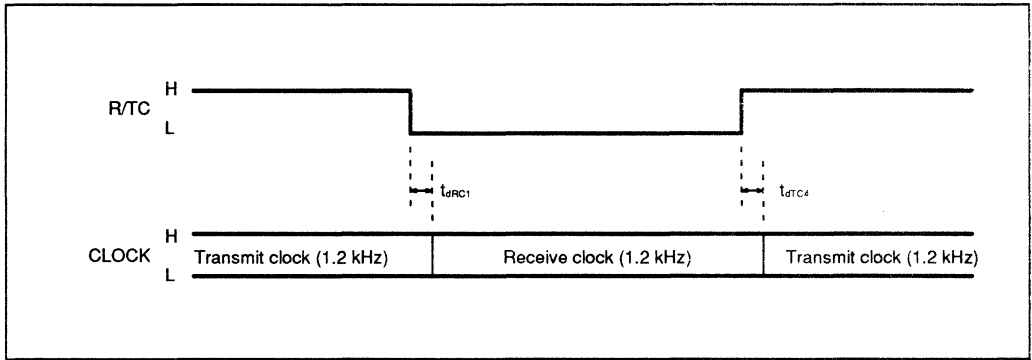 H
R/TC
L
tdRC1
tdTC4
H
CLOCK
Transmit clock (1.2 kHz) Receive clock (1.2 kHz) Transmit clock (1.2 kHz)
L